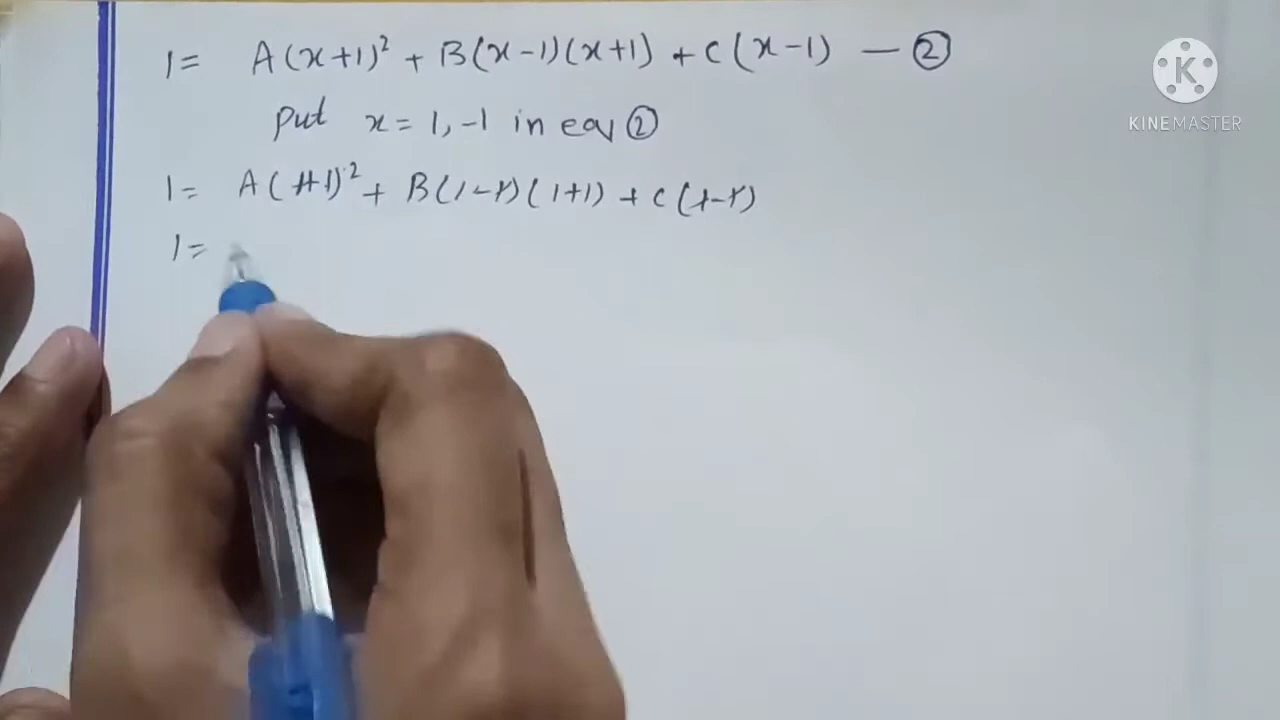 1 = A(x+1)² + B(x-1)(x+1) + C(x-1) — ②
K
KINEMASTER
put x = 1, -1 in eq ②
1 = A(1+1)² + B(1-1)(1+1) + C(1-1)
1 =